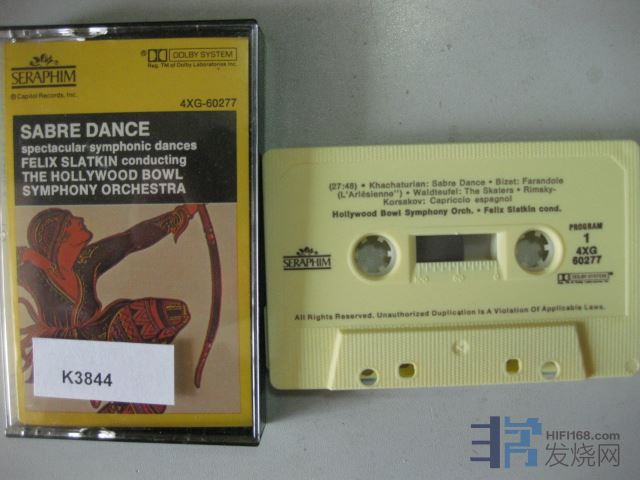 SERAPHIM
© Capitol Records, Inc.
DOLBY SYSTEM
Reg. TM of Dolby Laboratories Inc.
4XG-60277
SABRE DANCE
spectacular symphonic dances
FELIX SLATKIN conducting
THE HOLLYWOOD BOWL
SYMPHONY ORCHESTRA
K3844
(27:48) • Khachaturian: Sabre Dance • Bizet: Farandole
(L'Arlésienne") • Waldteufel: The Skaters • Rimsky-
Korsakov: Capriccio espagnol
Hollywood Bowl Symphony Orch. • Felix Slatkin cond.
PROGRAM
1
4XG
60277
SERAPHIM
DOLBY SYSTEM
All Rights Reserved. Unauthorized Duplication Is A Violation Of Applicable Laws.
HIFI168.com
发烧网